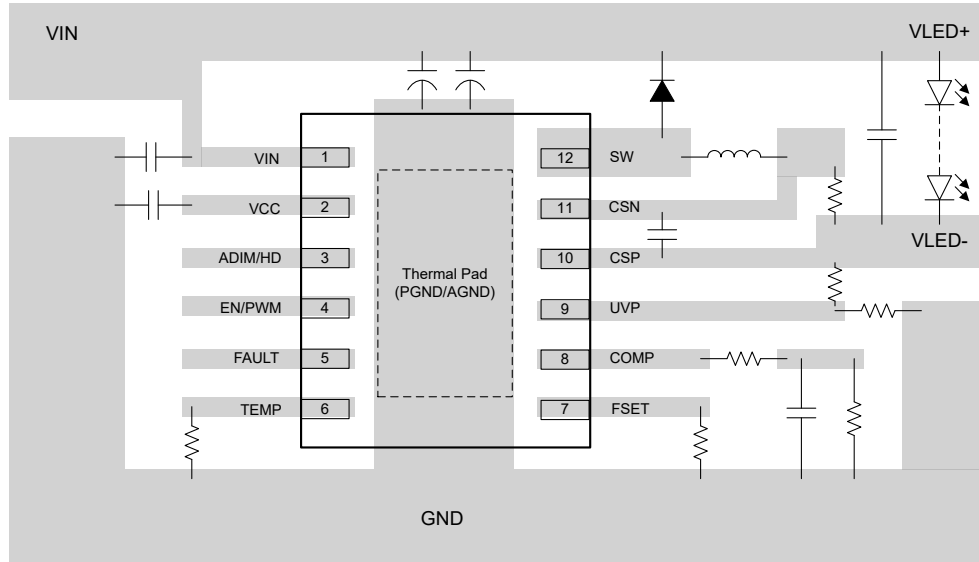 VIN
VLED+
VIN 1
12 SW
VCC 2
11 CSN
VLED-
ADIM/HD 3
10 CSP
Thermal Pad
(PGND/AGND)
EN/PWM 4
9 UVP
FAULT 5
8 COMP
TEMP 6
7 FSET
GND